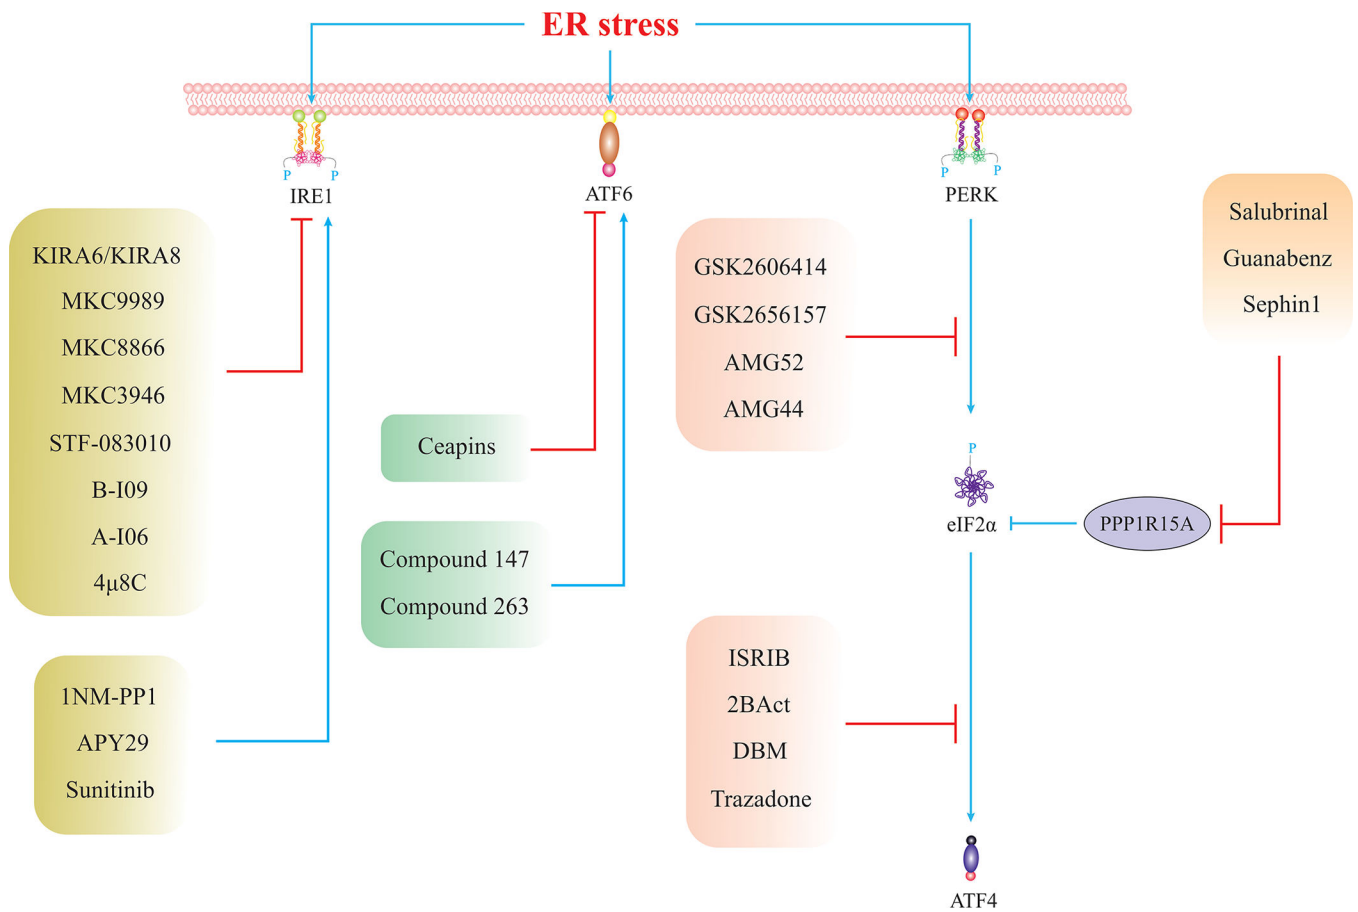 ER stress
P
P
IRE1
ATF6
P
P
PERK
KIRA6/KIRA8
MKC9989
MKC8866
MKC3946
STF-083010
B-I09
A-I06
4μ8C
1NM-PP1
APY29
Sunitinib
Ceapins
Compound 147
Compound 263
GSK2606414
GSK2656157
AMG52
AMG44
Salubrinal
Guanabenz
Sephin1
P
eIF2α
PPP1R15A
ISRIB
2BAct
DBM
Trazadone
ATF4